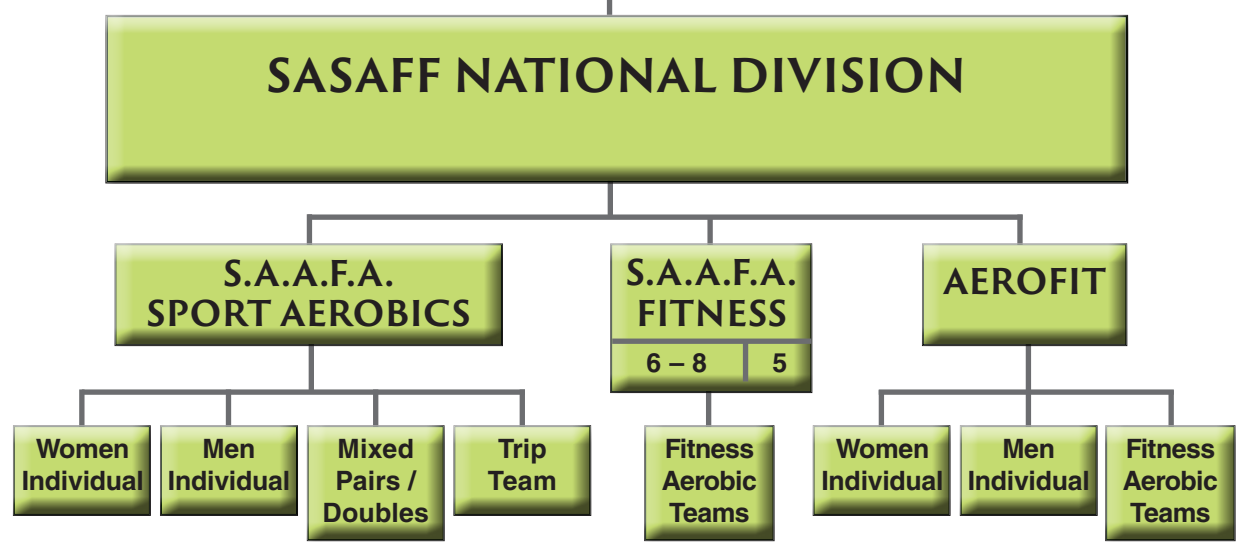 SASAFF NATIONAL DIVISION
S.A.A.F.A.
SPORT AEROBICS
S.A.A.F.A.
FITNESS
6 – 8
5
AEROFIT
Women
Individual
Men
Individual
Mixed
Pairs /
Doubles
Trip
Team
Fitness
Aerobic
Teams
Women
Individual
Men
Individual
Fitness
Aerobic
Teams